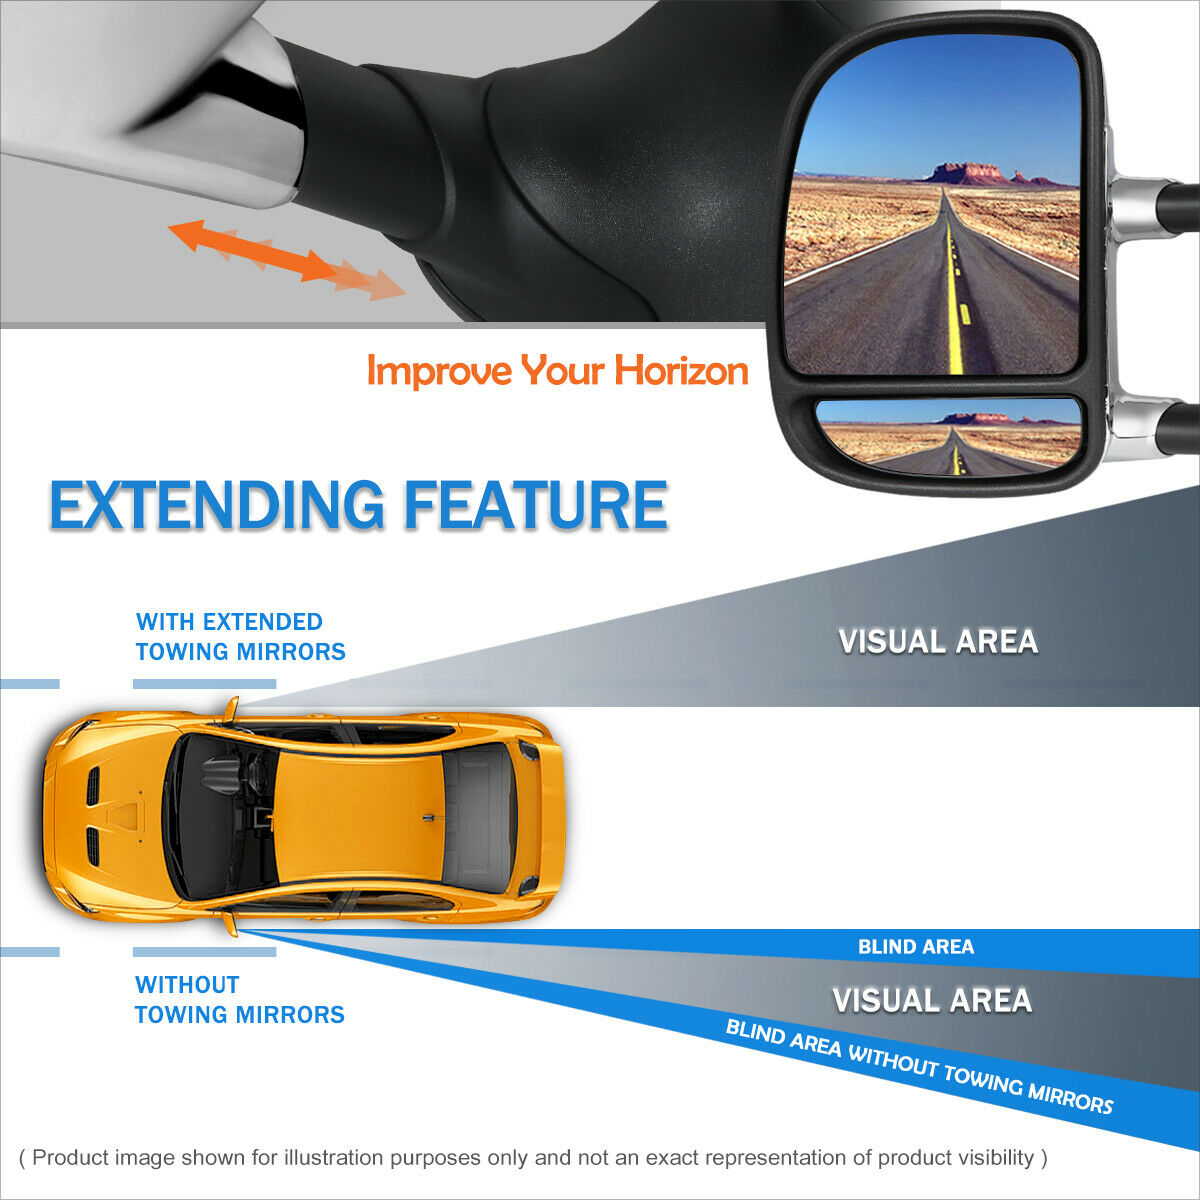 Improve Your Horizon
EXTENDING FEATURE
WITH EXTENDED
TOWING MIRRORS
VISUAL AREA
BLIND AREA
WITHOUT
TOWING MIRRORS
VISUAL AREA
BLIND AREA WITHOUT TOWING MIRRORS
( Product image shown for illustration purposes only and not an exact representation of product visibility )